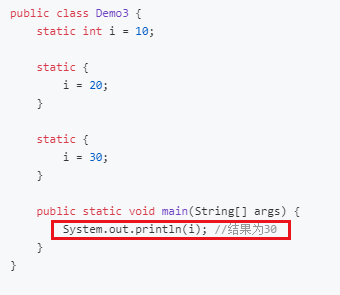 public class Demo3 {
    static int i = 10;
    static {
        i = 20;
    }
    static {
        i = 30;
    }
    public static void main(String[] args) {
        System.out.println(i); //结果为30
    }
}